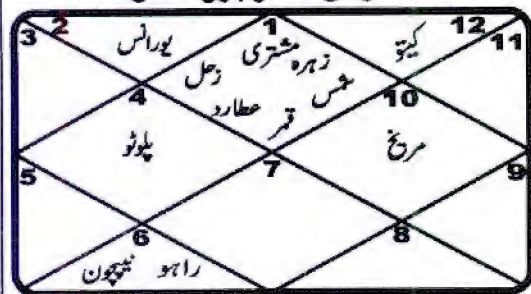 3 2 یورانس 1 کیتو 12 11
زحل مشتری زہرہ شمس
4 عطارد قمر 10
پلوٹو مریخ
5 7 9
6 8
نیپچون راہو